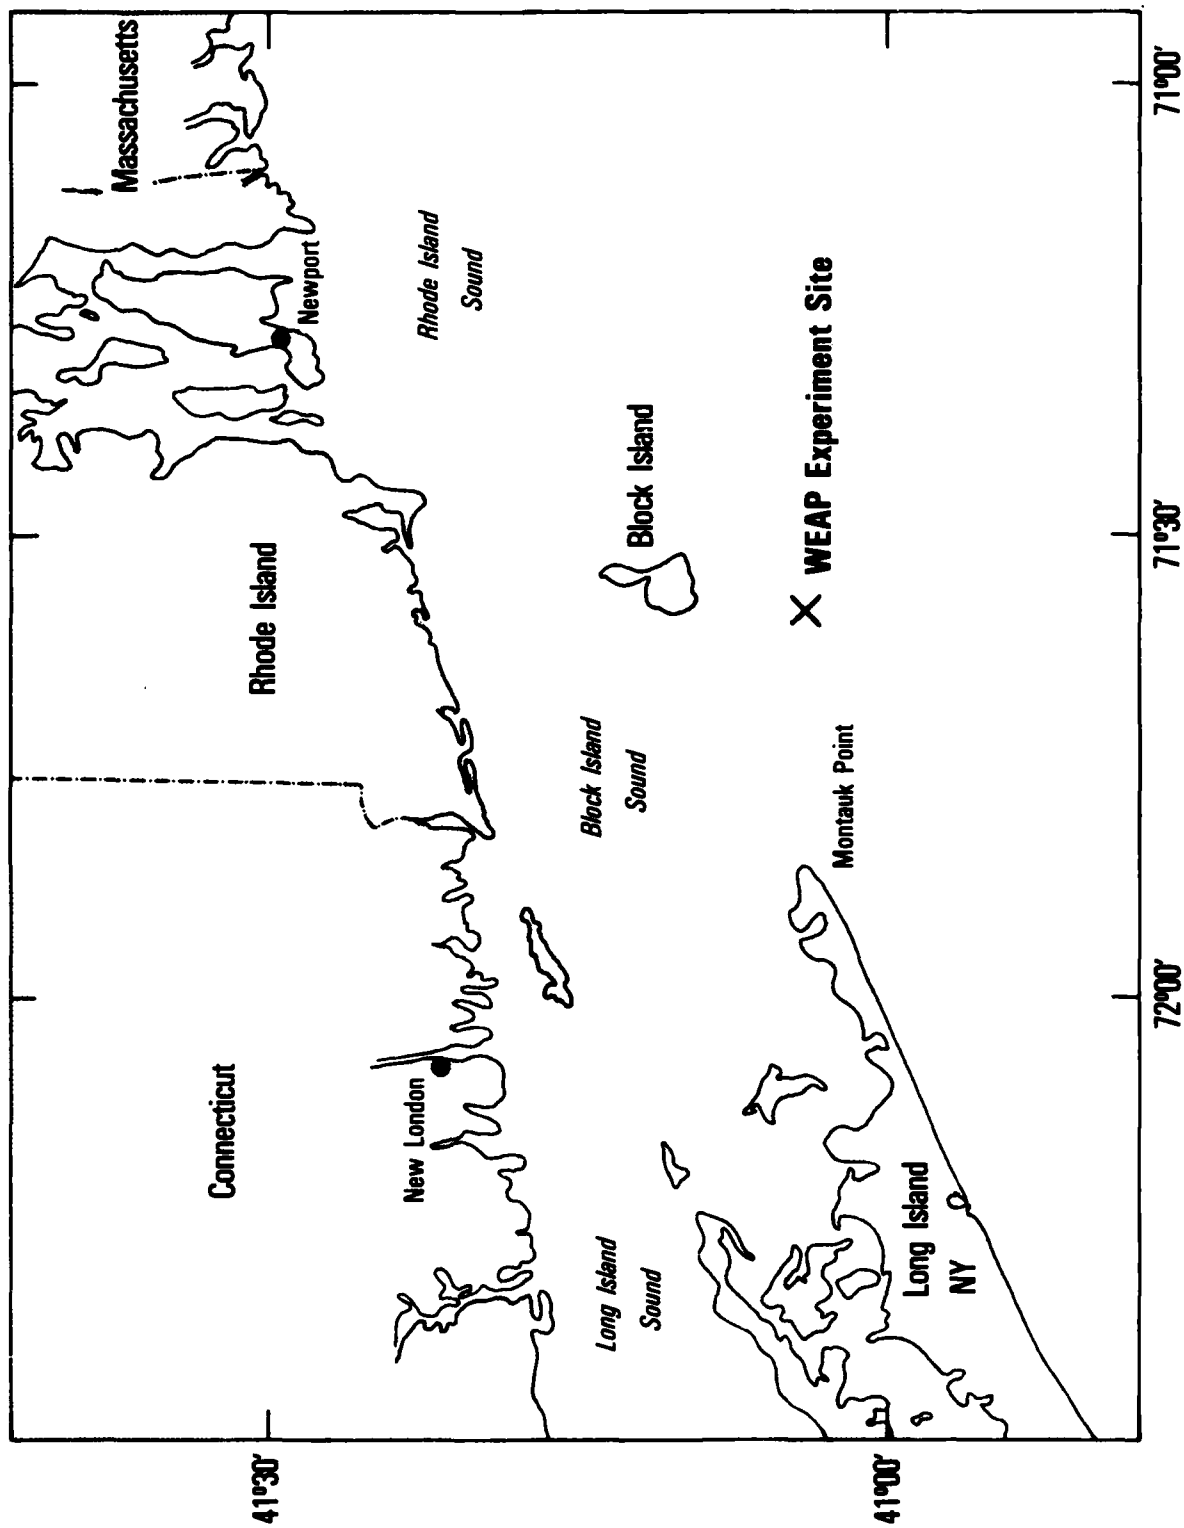 Massachusetts
Newport
Rhode Island
Sound
Rhode Island
Block Island
WEAP Experiment Site
Block Island
Sound
Montauk Point
Connecticut
New London
Long Island
Sound
Long Island
NY
41°30'
41°00'
72°00'
71°30'
71°00'